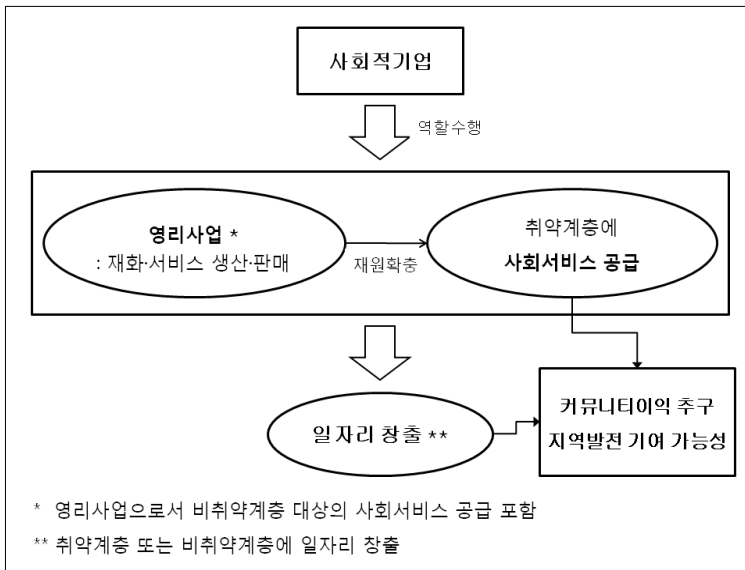 사회적기업
역할수행
영리사업 *
: 재화·서비스 생산·판매
재원확충
취약계층에
사회서비스 공급
일자리 창출 **
커뮤니티이익 추구
지역발전 기여 가능성
* 영리사업으로서 비취약계층 대상의 사회서비스 공급 포함
** 취약계층 또는 비취약계층에 일자리 창출